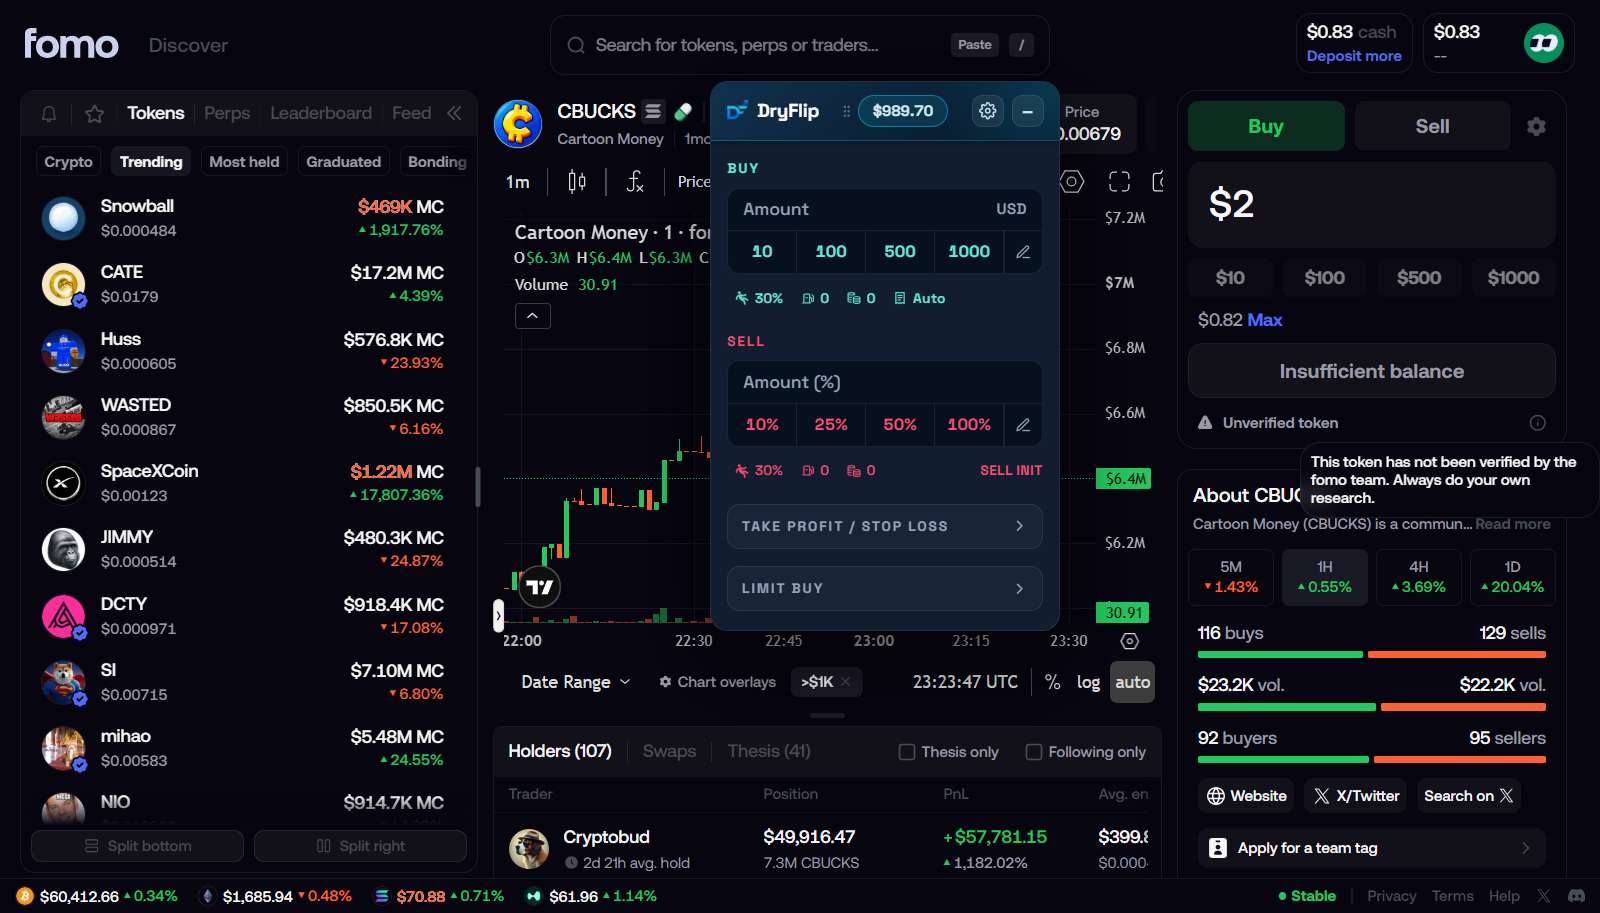 fomo
Discover
Search for tokens, perps or traders...
Paste
/
$0.83 cash
Deposit more
$0.83
--
Tokens
Perps
Leaderboard
Feed
Crypto
Trending
Most held
Graduated
Bonding
Snowball
$469K MC
$0.000484
1,917.76%
CATE
$17.2M MC
$0.0179
4.39%
Huss
$576.8K MC
$0.000605
23.93%
WASTED
$850.5K MC
$0.000867
6.16%
SpaceXCoin
$1.22M MC
$0.00123
17,807.36%
JIMMY
$480.3K MC
$0.000514
24.87%
DCTY
$918.4K MC
$0.000971
17.08%
SI
$7.10M MC
$0.00715
6.80%
mihao
$5.48M MC
$0.00583
24.55%
NIO
$914.7K MC
Split bottom
Split right
CBUCKS
Cartoon Money
1mo
Price
0.00679
1m
Price
Cartoon Money · 1 · fo
O$6.3M H$6.4M L$6.3M C
Volume 30.91
$7.2M
$7M
$6.8M
$6.6M
$6.4M
$6.2M
30.91
22:00
22:30
22:45
23:00
23:15
23:30
Date Range
Chart overlays
>$1K
23:23:47 UTC
%
log
auto
DryFlip
$989.70
BUY
Amount
USD
10
100
500
1000
30%
0
0
Auto
SELL
Amount (%)
10%
25%
50%
100%
30%
0
0
SELL INIT
TAKE PROFIT / STOP LOSS
LIMIT BUY
Holders (107)
Swaps
Thesis (41)
Thesis only
Following only
Trader
Position
PnL
Avg. en
Cryptobud
$49,916.47
+$57,781.15
$399.8
2d 21h avg. hold
7.3M CBUCKS
1,182.02%
$0.000
Buy
Sell
$2
$10
$100
$500
$1000
$0.82 Max
Insufficient balance
Unverified token
This token has not been verified by the
fomo team. Always do your own
research.
About CBUC
Cartoon Money (CBUCKS) is a commun... Read more
5M
1.43%
1H
0.55%
4H
3.69%
1D
20.04%
116 buys
129 sells
$23.2K vol.
$22.2K vol.
92 buyers
95 sellers
Website
X/Twitter
Search on X
Apply for a team tag
$60,412.66 0.34%
$1,685.94 0.48%
$70.88 0.71%
$61.96 1.14%
Stable
Privacy
Terms
Help